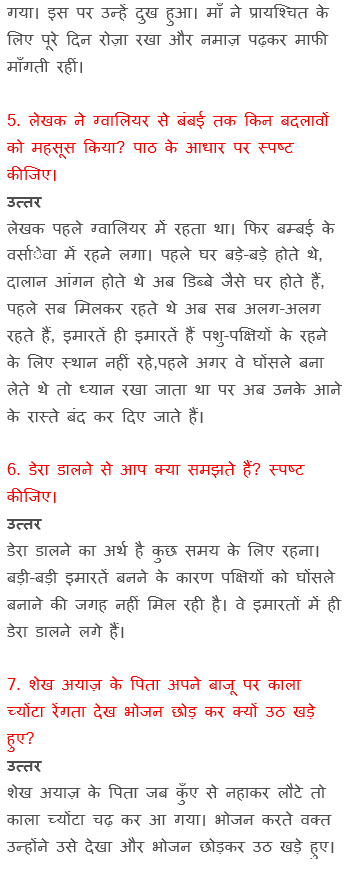 गया। इस पर उन्हें दुख हुआ। माँ ने प्रायश्चित के
लिए पूरे दिन रोज़ा रखा और नमाज़ पढ़कर माफी
माँगती रहीं।
5. लेखक ने ग्वालियर से बंबई तक किन बदलावों
को महसूस किया? पाठ के आधार पर स्पष्ट
कीजिए।
उत्तर
लेखक पहले ग्वालियर में रहता था। फिर बम्बई के
वर्साेवा में रहने लगा। पहले घर बड़े-बड़े होते थे,
दालान आंगन होते थे अब डिब्बे जैसे घर होते हैं,
पहले सब मिलकर रहते थे अब सब अलग-अलग
रहते हैं, इमारतें ही इमारतें हैं पशु-पक्षियों के रहने
के लिए स्थान नहीं रहे,पहले अगर वे घोंसले बना
लेते थे तो ध्यान रखा जाता था पर अब उनके आने
के रास्ते बंद कर दिए जाते हैं।
6. डेरा डालने से आप क्या समझते हैं? स्पष्ट
कीजिए।
उत्तर
डेरा डालने का अर्थ है कुछ समय के लिए रहना।
बड़ी-बड़ी इमारतें बनने के कारण पक्षियों को घोंसले
बनाने की जगह नहीं मिल रही है। वे इमारतों में ही
डेरा डालने लगे हैं।
7. शेख अयाज़ के पिता अपने बाजू पर काला
च्योंटा रेंगता देख भोजन छोड़ कर क्यों उठ खड़े
हुए?
उत्तर
शेख अयाज़ के पिता जब कुँए से नहाकर लौटे तो
काला च्योंटा चढ़ कर आ गया। भोजन करते वक्त
उन्होंने उसे देखा और भोजन छोड़कर उठ खड़े हुए।